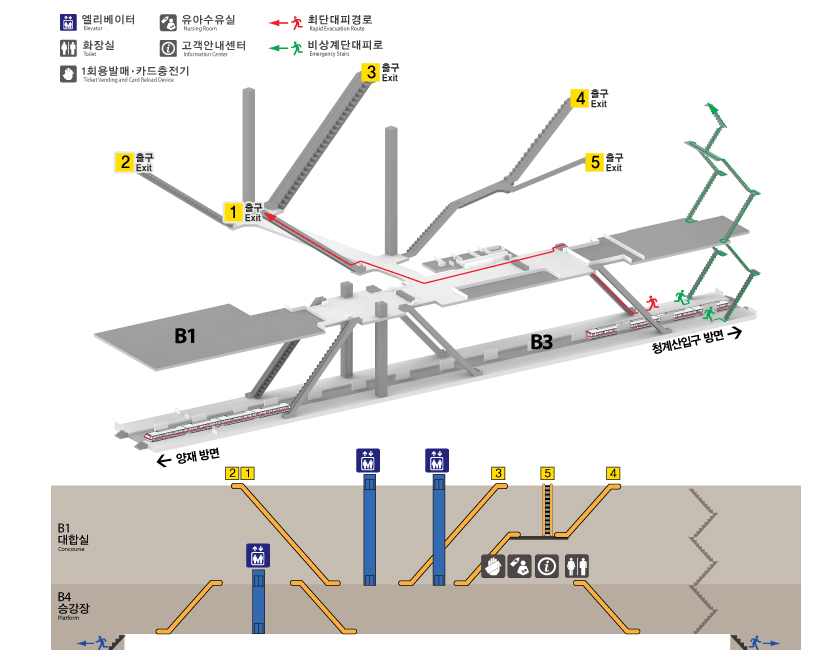 엘리베이터
Elevator
유아수유실
Nursing Room
최단대피경로
Rapid Evacuation Route
화장실
Toilet
고객안내센터
Information Center
비상계단대피로
Emergency Stairs
1회용발매·카드충전기
Ticket Vending and Card Reload Device
3 출구
Exit
4 출구
Exit
2 출구
Exit
5 출구
Exit
1 출구
Exit
B1
B3
청계산입구 방면
양재 방면
2 1
3
5
4
B1
대합실
Concourse
B4
승강장
Platform